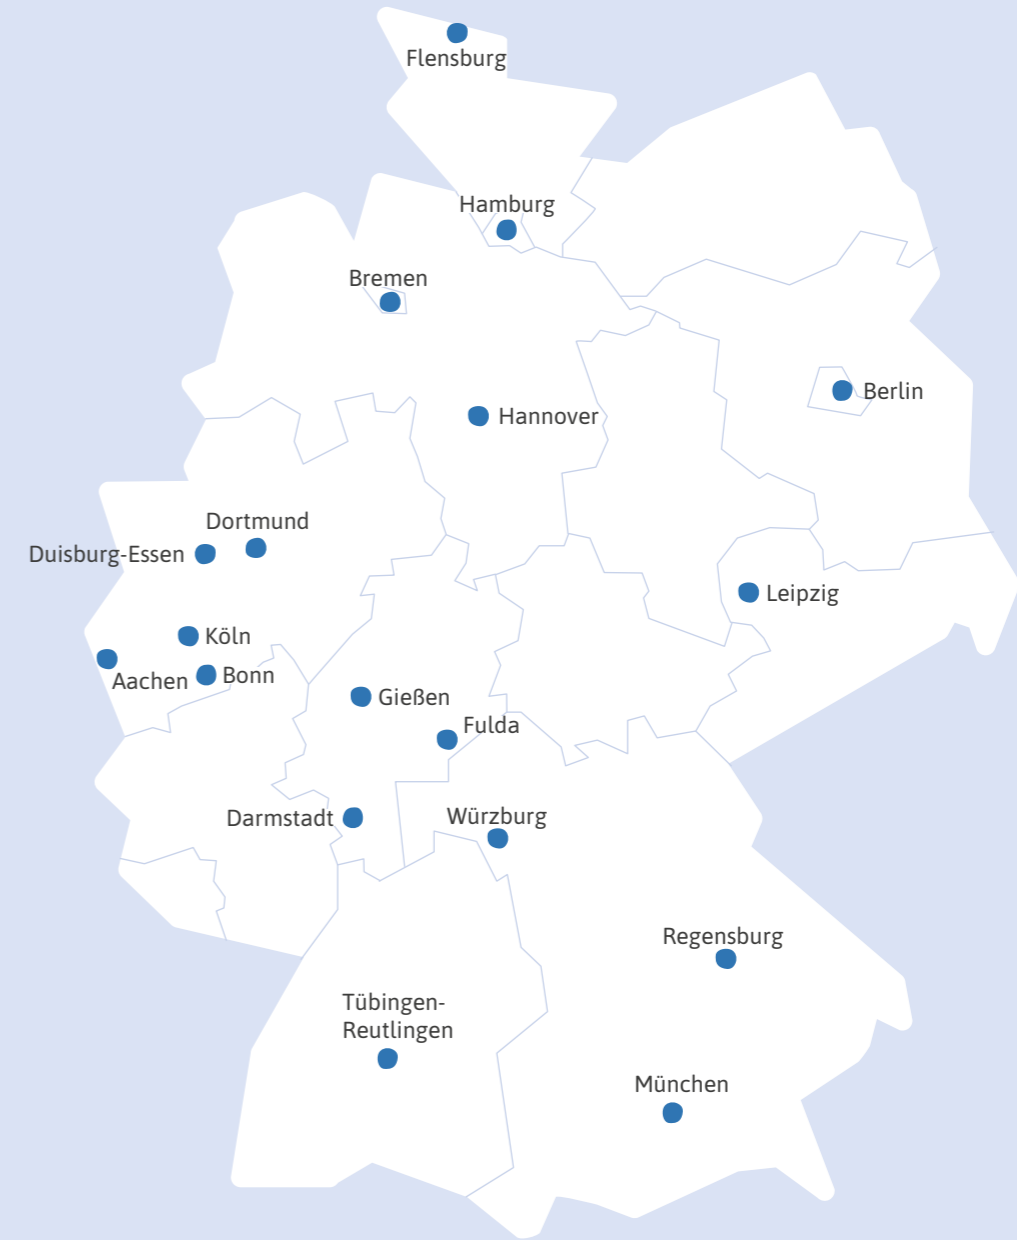 Flensburg
Hamburg
Bremen
Berlin
Hannover
Dortmund
Duisburg-Essen
Leipzig
Köln
Bonn
Aachen
Gießen
Fulda
Darmstadt
Würzburg
Regensburg
Tübingen-
Reutlingen
München